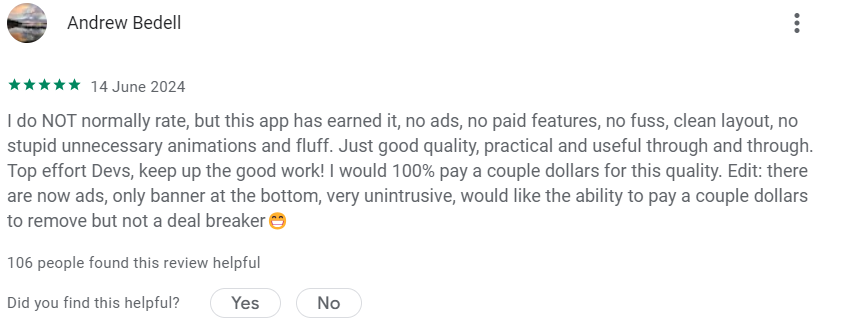 Andrew Bedell
14 June 2024
I do NOT normally rate, but this app has earned it, no ads, no paid features, no fuss, clean layout, no
stupid unnecessary animations and fluff. Just good quality, practical and useful through and through.
Top effort Devs, keep up the good work! I would 100% pay a couple dollars for this quality. Edit: there
are now ads, only banner at the bottom, very unintrusive, would like the ability to pay a couple dollars
to remove but not a deal breaker😁
106 people found this review helpful
Did you find this helpful? Yes No